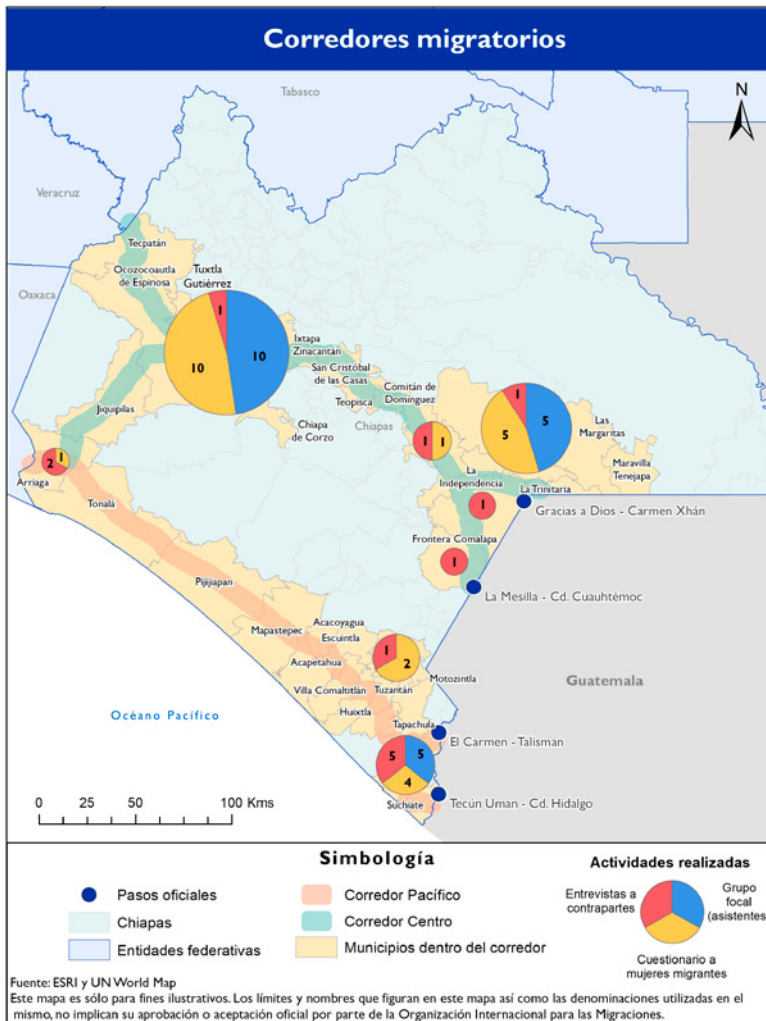 Corredores migratorios
N
Tabasco
Veracruz
Tecpatán
Ocozocoautla
de Espinosa
Tuxtla
Gutiérrez
Oaxaca
1
10
10
Ixtapa
Zinacantán
San Cristóbal
de las Casas
Teopisca
Comitán de
Domínguez
Jiquipilas
Chiapa
de Corzo
Chiapas
1
5
5
Las
Margaritas
1
1
2
1
Arriaga
La
Independencia
Maravilla
Tenejapa
La Trinitaria
Tonalá
1
Gracias a Dios - Carmen Xhán
Frontera Comalapa
1
Pijijiapan
La Mesilla - Cd. Cuauhtémoc
Mapastepec
Acacoyagua
Escuintla
Acapetahua
1
2
Motozintla
Guatemala
Villa Comaltitlán
Tuzantán
Huixtla
Océano Pacífico
Tapachula
El Carmen - Talisman
5
5
4
Suchiate
Tecún Uman - Cd. Hidalgo
0 25 50 100 Kms
Simbología
Pasos oficiales
Chiapas
Entidades federativas
Corredor Pacífico
Corredor Centro
Municipios dentro del corredor
Actividades realizadas
Entrevistas a
contrapartes
Grupo
focal
(asistentes)
Cuestionario a
mujeres migrantes
Fuente: ESRI y UN World Map
Este mapa es sólo para fines ilustrativos. Los límites y nombres que figuran en este mapa así como las denominaciones utilizadas en el
mismo, no implican su aprobación o aceptación oficial por parte de la Organización Internacional para las Migraciones.